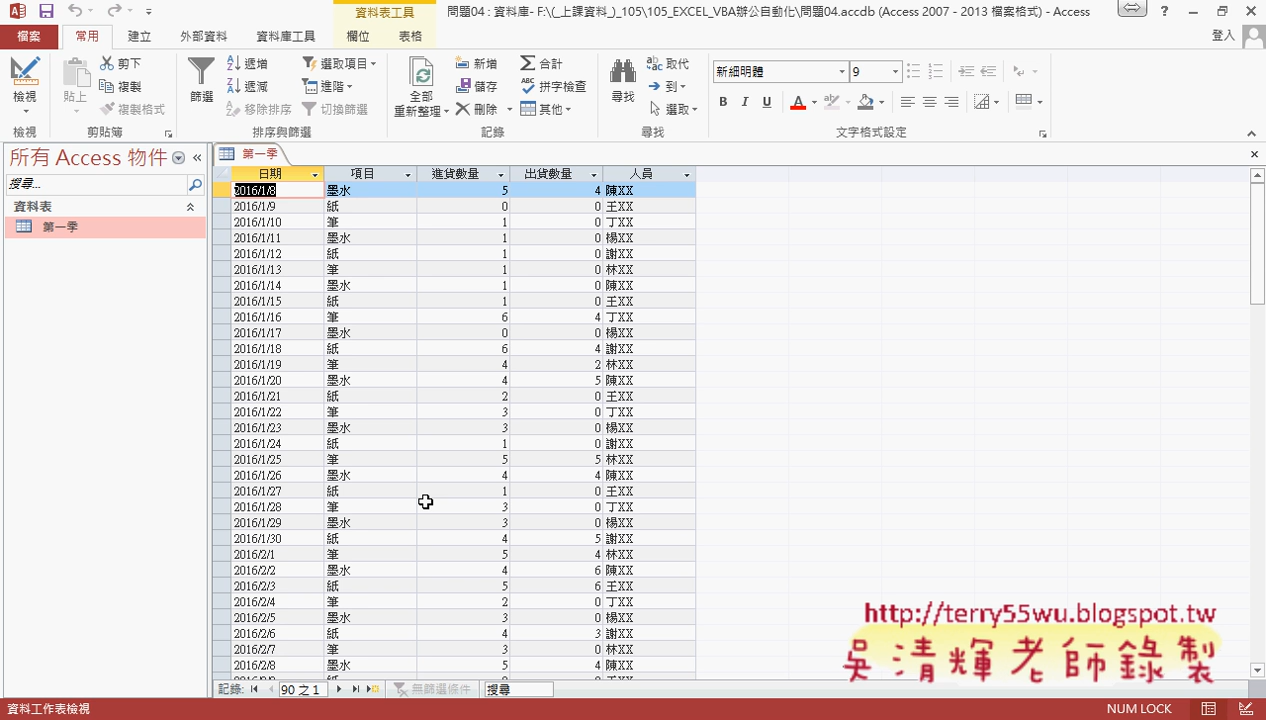 資料表工具
問題04 : 資料庫- F:\(_上課資料_)_105\105_EXCEL_VBA辦公自動化\問題04.accdb (Access 2007 - 2013 檔案格式) - Access
檔案 常用 建立 外部資料 資料庫工具 欄位 表格 登入
剪下 遞增 選取項目 新增 合計 取代 新細明體 9
複製 遞減 進階 儲存 拼字檢查 到
檢視 貼上 複製格式 篩選 移除排序 切換篩選 全部重新整理 刪除 其他 尋找 選取 B I U A
檢視 剪貼簿 排序與篩選 記錄 尋找 文字格式設定
所有 Access 物件 « 第一季
搜尋...
資料表
第一季
日期 項目 進貨數量 出貨數量 人員
2016/1/8 墨水 5 4 陳XX
2016/1/9 紙 0 0 王XX
2016/1/10 筆 1 0 丁XX
2016/1/11 墨水 1 0 楊XX
2016/1/12 紙 1 0 謝XX
2016/1/13 筆 1 0 林XX
2016/1/14 墨水 1 0 陳XX
2016/1/15 紙 1 0 王XX
2016/1/16 筆 6 4 丁XX
2016/1/17 墨水 0 0 楊XX
2016/1/18 紙 6 4 謝XX
2016/1/19 筆 4 2 林XX
2016/1/20 墨水 4 5 陳XX
2016/1/21 紙 2 0 王XX
2016/1/22 筆 3 0 丁XX
2016/1/23 墨水 3 0 楊XX
2016/1/24 紙 1 0 謝XX
2016/1/25 筆 5 5 林XX
2016/1/26 墨水 4 4 陳XX
2016/1/27 紙 1 0 王XX
2016/1/28 筆 3 0 丁XX
2016/1/29 墨水 3 0 楊XX
2016/1/30 紙 4 5 謝XX
2016/2/1 筆 5 4 林XX
2016/2/2 墨水 4 6 陳XX
2016/2/3 紙 5 6 王XX
2016/2/4 筆 2 0 丁XX
2016/2/5 墨水 3 0 楊XX
2016/2/6 紙 4 3 謝XX
2016/2/7 筆 3 0 林XX
2016/2/8 墨水 5 4 陳XX
http://terry55wu.blogspot.tw
吳清輝老師錄製
記錄: 90 之 1 無篩選條件 搜尋
資料工作表檢視 NUM LOCK